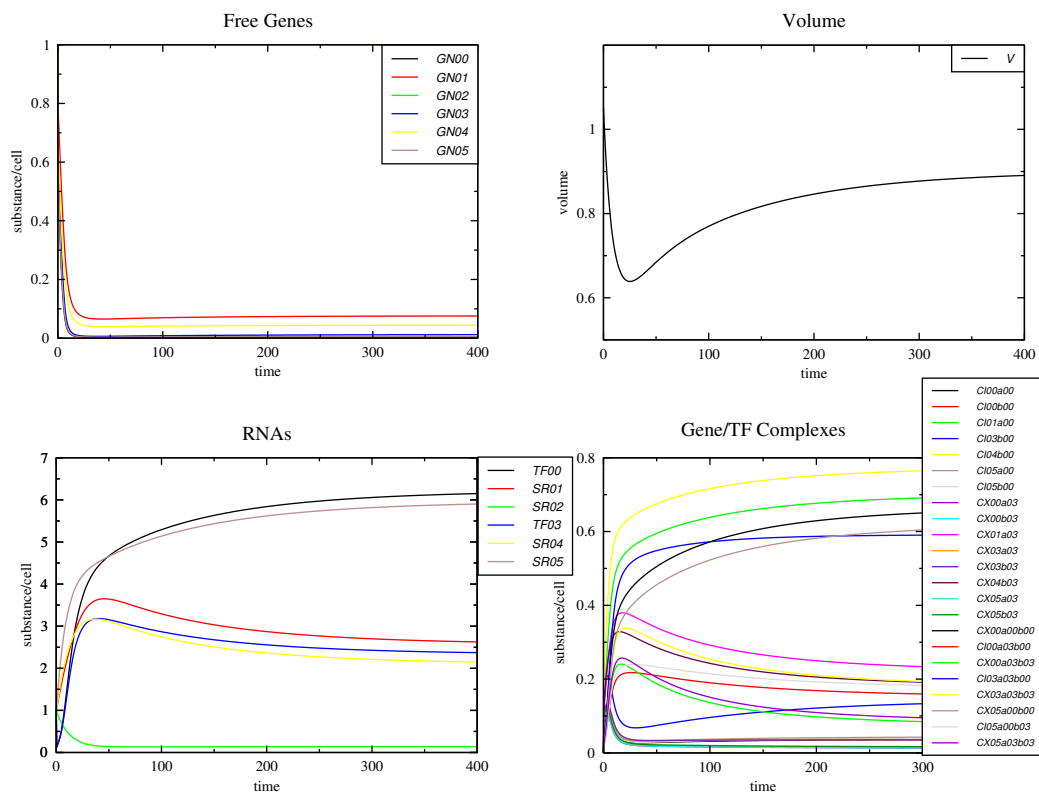 Free Genes
1
0.8
0.6
0.4
0.2
0
0
100
200
300
400
time
substance/cell
GN00
GN01
GN02
GN03
GN04
GN05
Volume
1
0.8
0.6
0
100
200
300
400
time
volume
V
RNAs
7
6
5
4
3
2
1
0
0
100
200
300
400
time
substance/cell
TF00
SR01
SR02
TF03
SR04
SR05
Gene/TF Complexes
0.8
0.6
0.4
0.2
0
0
100
200
300
time
substance/cell
CI00a00
CI00b00
CI01a00
CI03b00
CI04b00
CI05a00
CI05b00
CX00a03
CX00b03
CX01a03
CX03a03
CX03b03
CX04b03
CX05a03
CX05b03
CX00a00b00
CI00a03b00
CX00a03b03
CI03a03b00
CX03a03b03
CX05a00b00
CI05a00b03
CX05a03b03